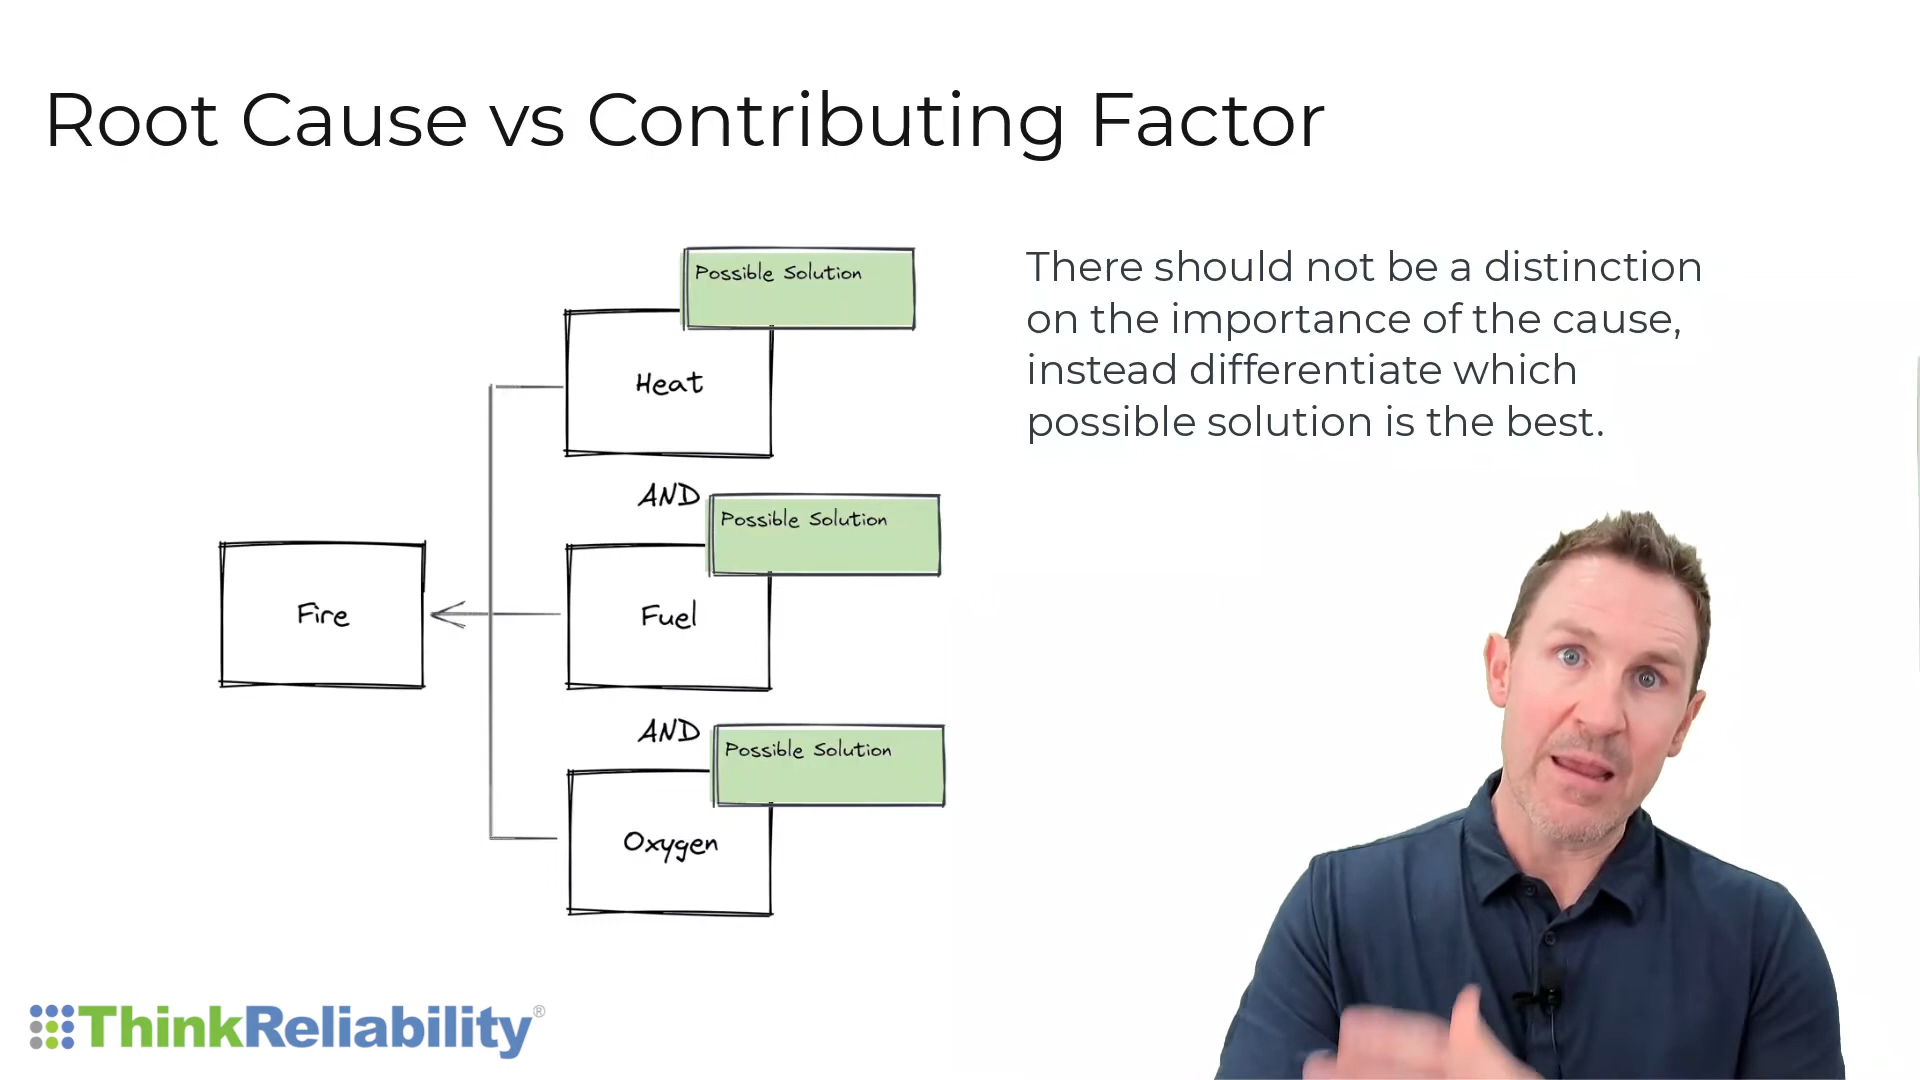 Root Cause vs Contributing Factor
Possible Solution
Heat
AND
Possible Solution
Fire
Fuel
AND
Possible Solution
Oxygen
There should not be a distinction
on the importance of the cause,
instead differentiate which
possible solution is the best.
ThinkReliability®